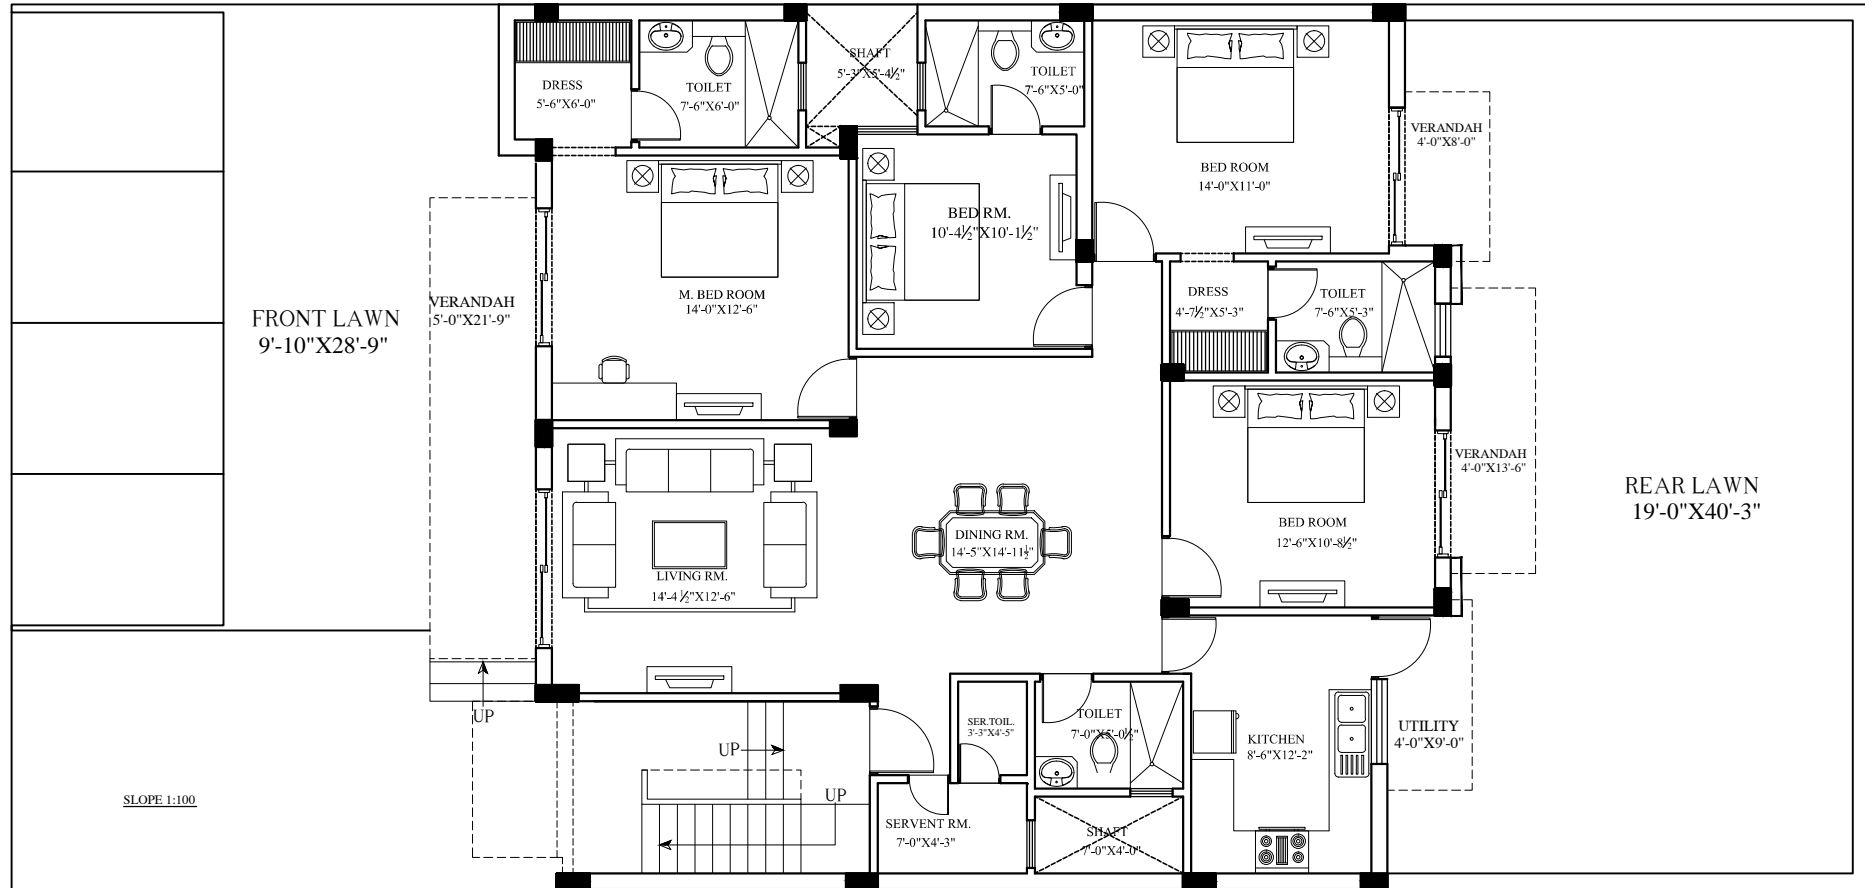 SHAFT
5'-3"X5'-4½"
DRESS
5'-6"X6'-0"
TOILET
7'-6"X6'-0"
TOILET
7'-6"X5'-0"
VERANDAH
4'-0"X8'-0"
BED ROOM
14'-0"X11'-0"
BED RM.
10'-4½"X10'-1½"
M. BED ROOM
14'-0"X12'-6"
VERANDAH
5'-0"X21'-9"
FRONT LAWN
9'-10"X28'-9"
DRESS
4'-7½"X5'-3"
TOILET
7'-6"X5'-3"
VERANDAH
4'-0"X13'-6"
REAR LAWN
19'-0"X40'-3"
BED ROOM
12'-6"X10'-8½"
DINING RM.
14'-5"X14'-11½"
LIVING RM.
14'-4 ½"X12'-6"
UP
UP
UP
SER.TOIL.
3'-3"X4'-5"
TOILET
7'-0"X5'-0½"
KITCHEN
8'-6"X12'-2"
UTILITY
4'-0"X9'-0"
SLOPE 1:100
SERVENT RM.
7'-0"X4'-3"
SHAFT
7'-0"X4'-0"